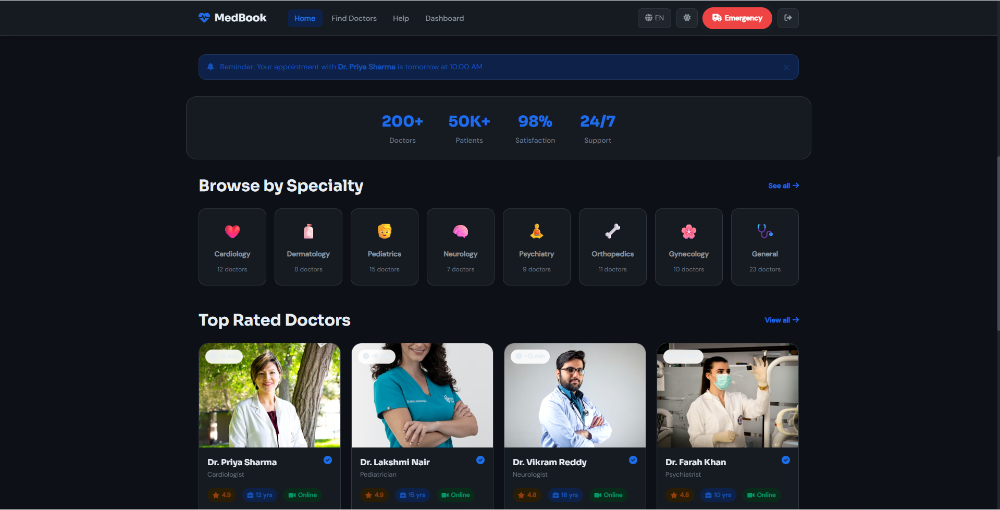 MedBook
Home
Find Doctors
Help
Dashboard
EN
Emergency
Reminder: Your appointment with Dr. Priya Sharma is tomorrow at 10:00 AM
200+
Doctors
50K+
Patients
98%
Satisfaction
24/7
Support
Browse by Specialty
See all →
Cardiology
12 doctors
Dermatology
8 doctors
Pediatrics
15 doctors
Neurology
7 doctors
Psychiatry
9 doctors
Orthopedics
11 doctors
Gynecology
10 doctors
General
23 doctors
Top Rated Doctors
View all →
~12 min
Dr. Priya Sharma
Cardiologist
4.9
12 yrs
Online
Dr. Lakshmi Nair
Pediatrician
4.9
15 yrs
Online
Dr. Vikram Reddy
Neurologist
4.8
18 yrs
Online
Dr. Farah Khan
Psychiatrist
4.8
10 yrs
Online